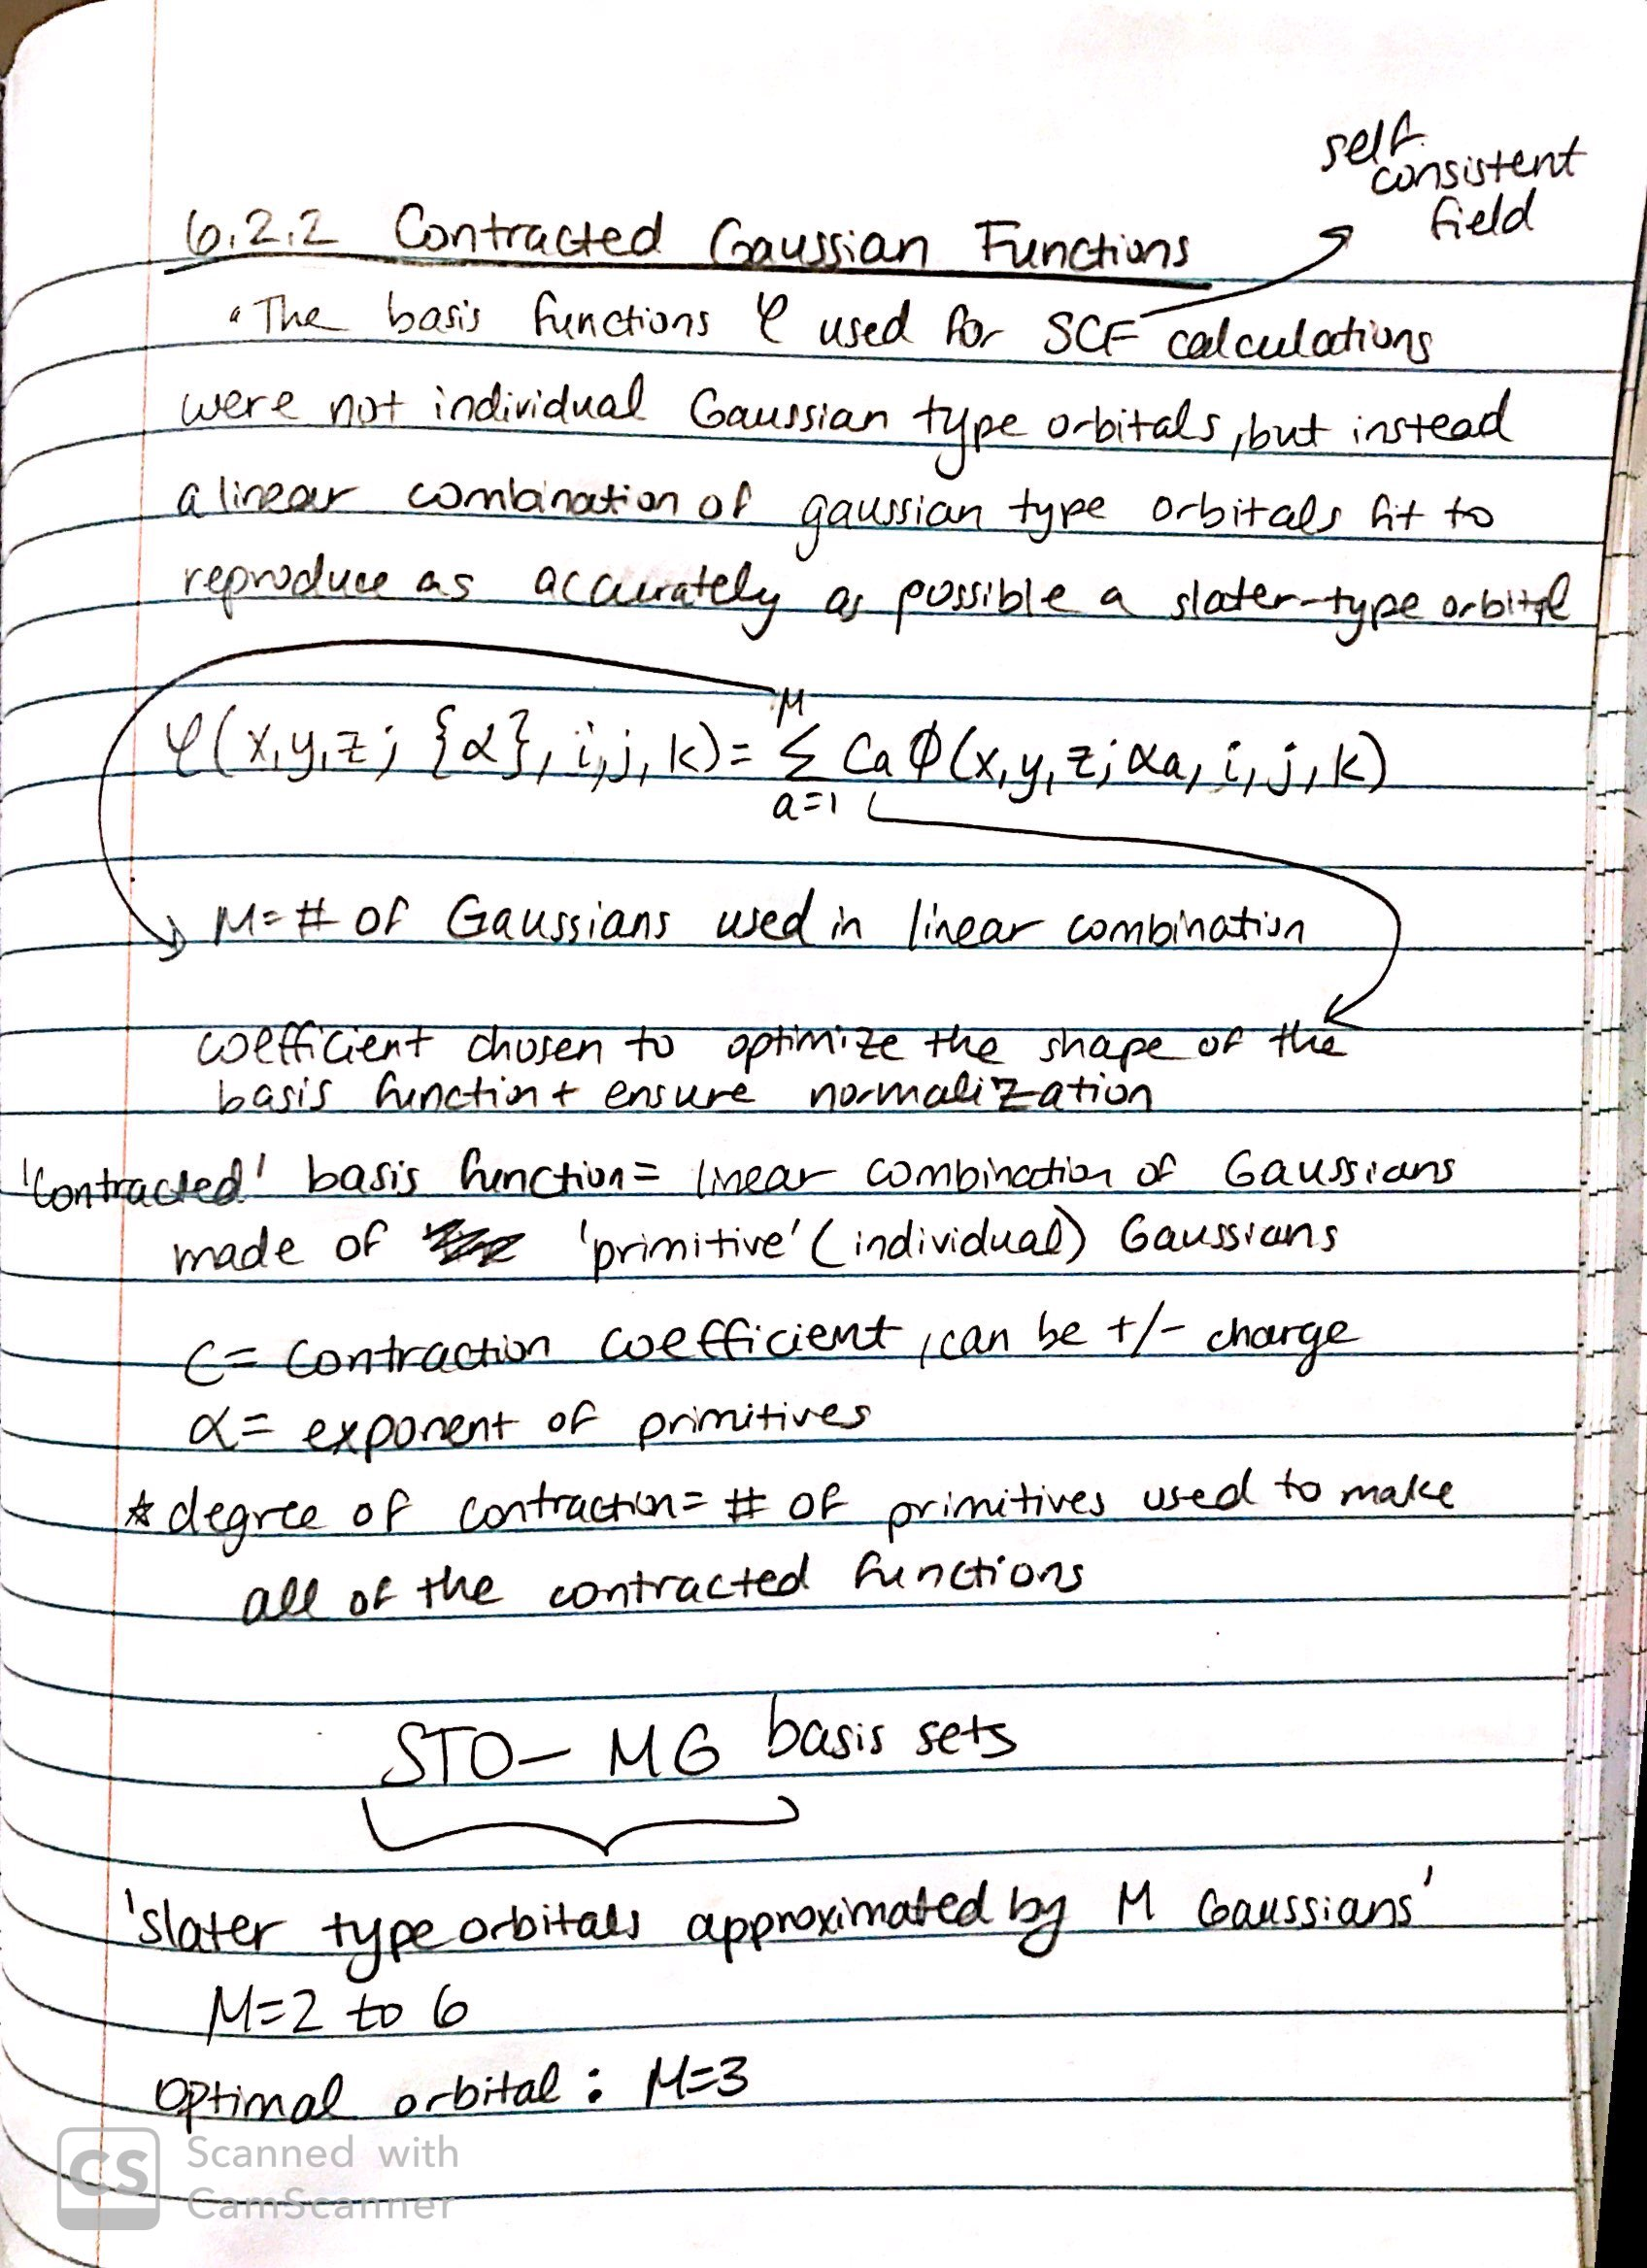 self
consistent
field
6.2.2 Contracted Gaussian Functions
• The basis functions φ used for SCF calculations
were not individual Gaussian type orbitals, but instead
a linear combination of gaussian type orbitals fit to
reproduce as accurately as possible a slater-type orbital
φ(x,y,z; {α}, i,j,k) = M Σ a=1 Ca Φ(x,y,z; αa, i,j,k)
M = # of Gaussians used in linear combination
coefficient chosen to optimize the shape of the
basis function + ensure normalization
'contracted' basis function = linear combination of Gaussians
made of 'primitive' (individual) Gaussians
C = contraction coefficient, can be +/- charge
α = exponent of primitives
* degree of contraction = # of primitives used to make
all of the contracted functions
STO - MG basis sets
'slater type orbitals approximated by M Gaussians'
M=2 to 6
Optimal orbital: M=3
CS Scanned with
CamScanner